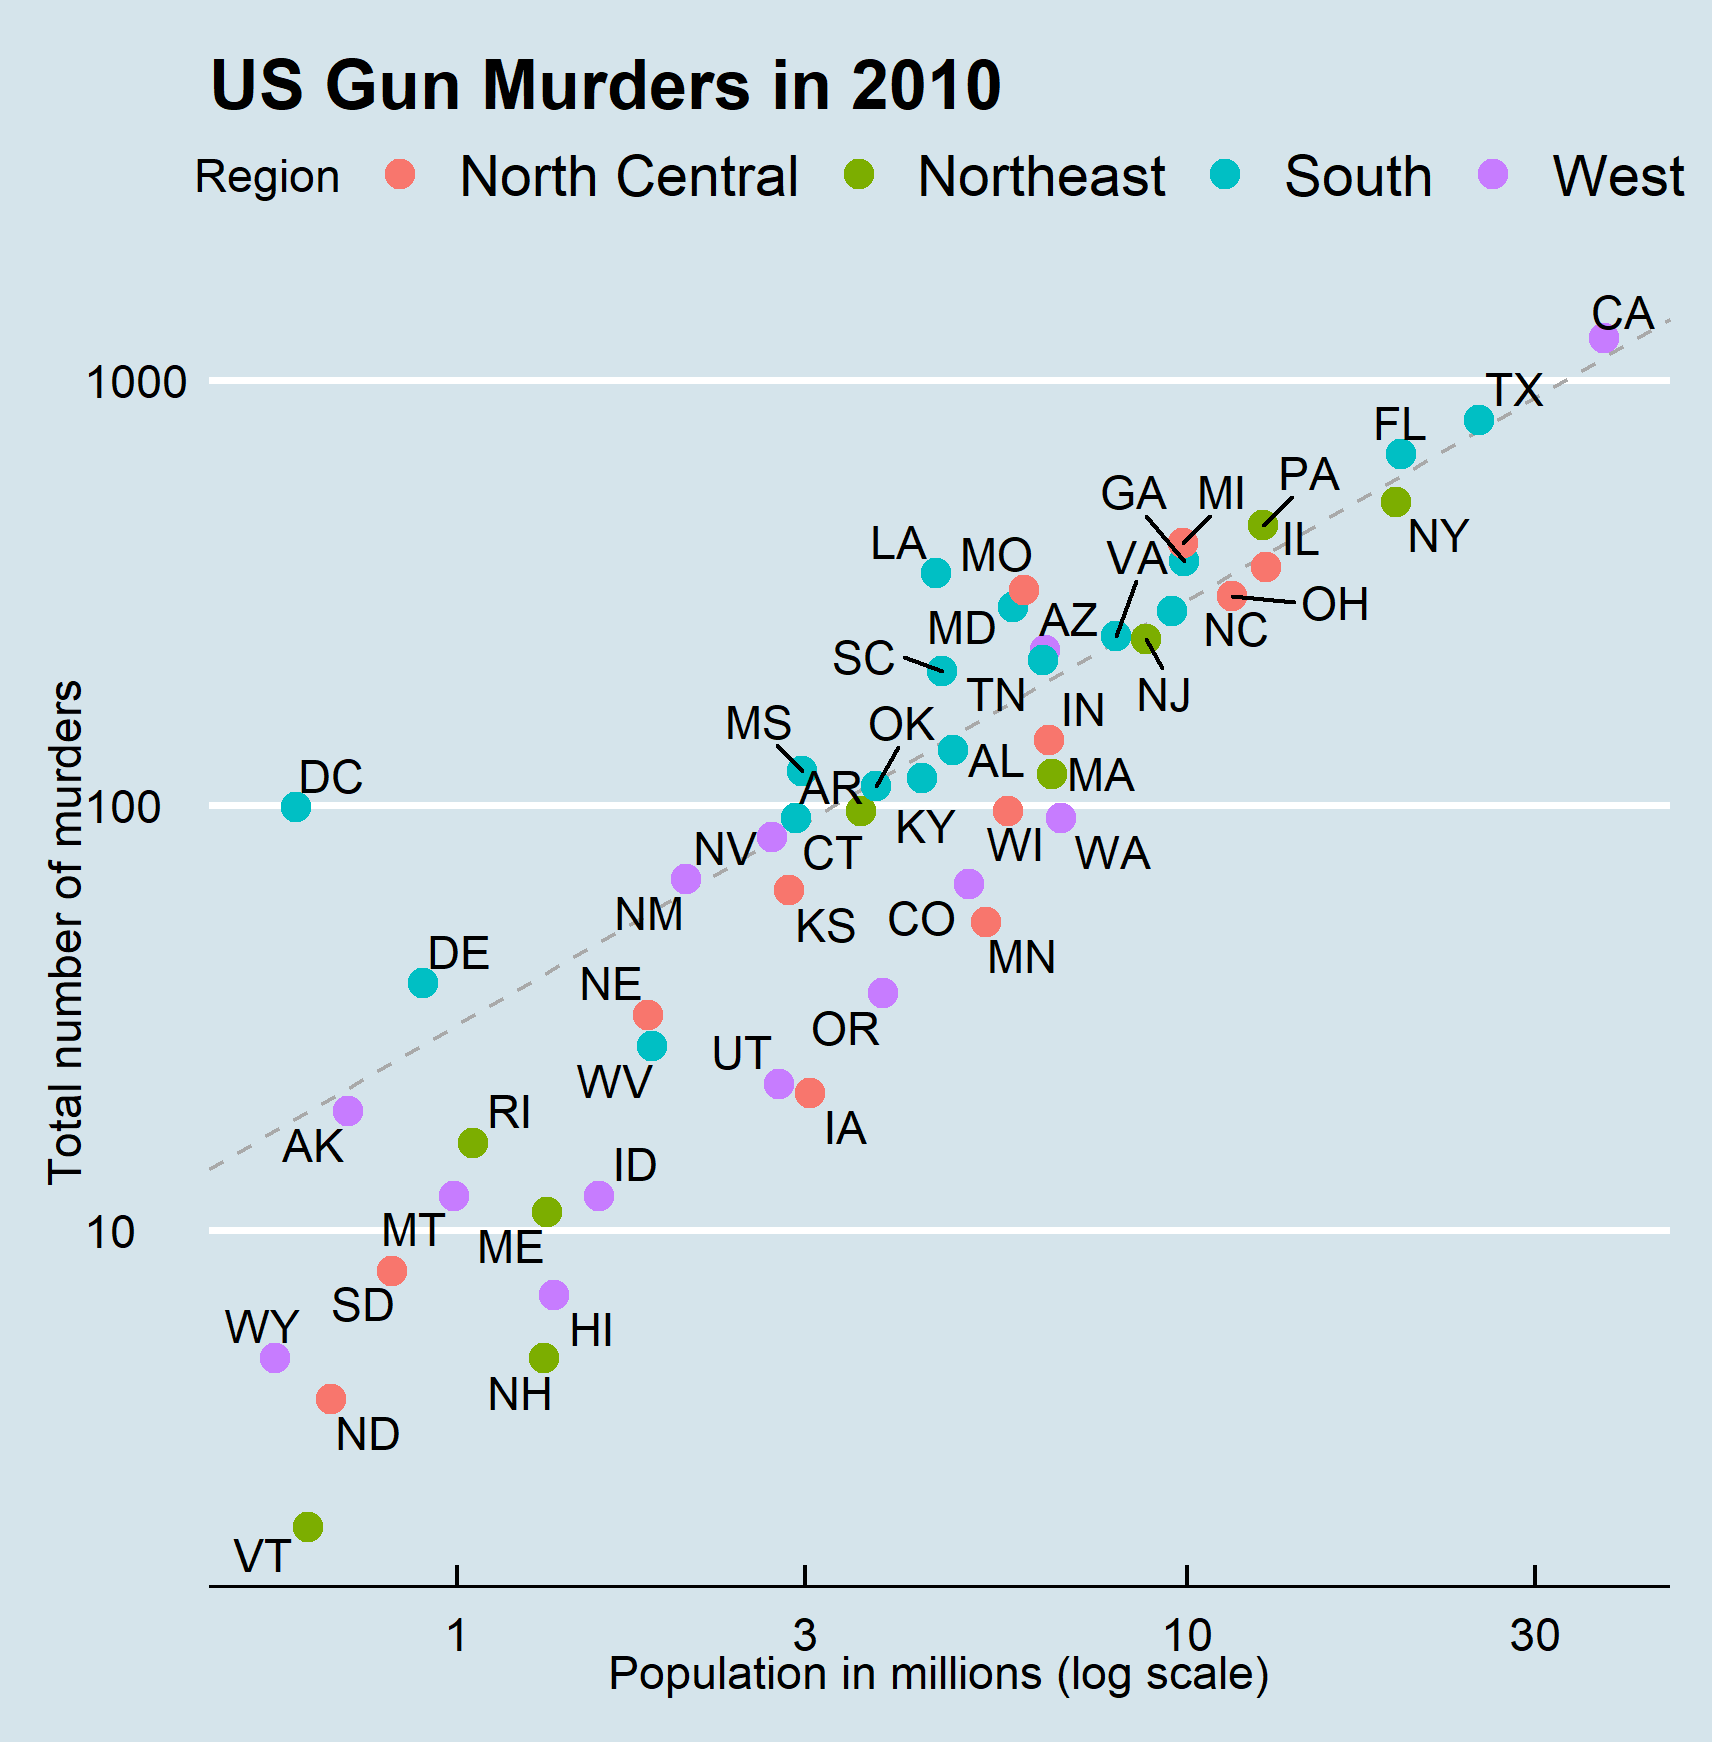 US Gun Murders in 2010
Region North Central Northeast South West
CA
1000
TX
FL
PA
GA MI
NY
IL
LA MO VA
OH
MD AZ NC
SC
TN NJ
IN
MS OK
AL
DC MA
AR
100
KY
NV CT WI WA
NM KS CO
DE MN
NE
OR
UT
WV
RI IA
AK
ID
MT
10
ME
SD
WY HI
NH
ND
VT
1 3 10 30
Population in millions (log scale)
Total number of murders